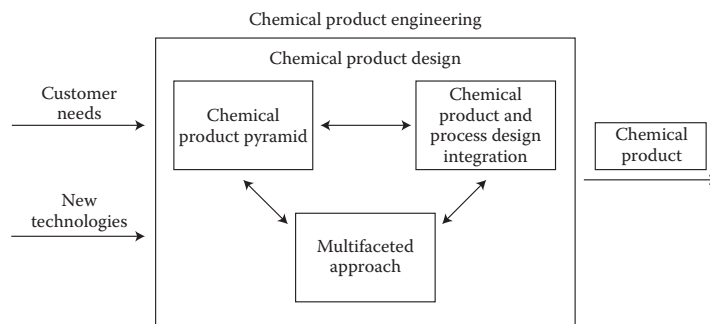 Chemical product engineering
Chemical product design
Customer
needs
Chemical
product pyramid
Chemical
product and
process design
integration
Chemical
product
New
technologies
Multifaceted
approach